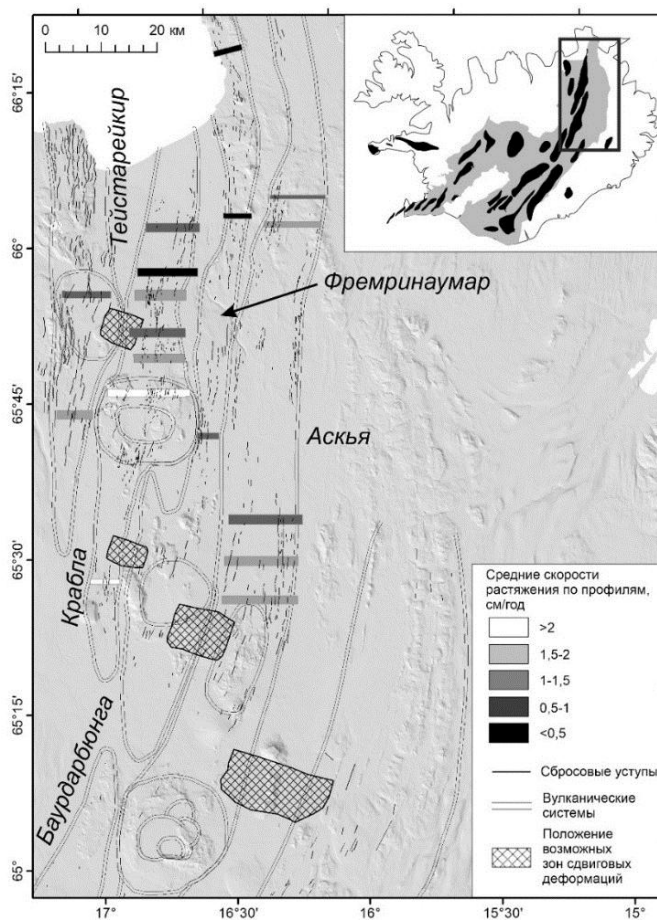 0 10 20 км
66°15'
66°
65°45'
65°30'
65°15'
65°
Тейстарейкир
Фремринаумар
Аскья
Крабла
Баурдарбюнга
Средние скорости
растяжения по профилям,
см/год
>2
1,5-2
1-1,5
0,5-1
<0,5
Сбросовые уступы
Вулканические
системы
Положение
возможных
зон сдвиговых
деформаций
17° 16°30' 16° 15°30' 15°